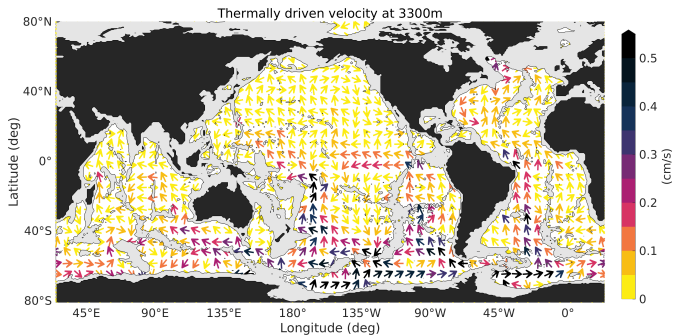 Thermally driven velocity at 3300m
80°N
40°N
0°
40°S
80°S
Latitude (deg)
45°E
90°E
135°E
180°
135°W
90°W
45°W
0°
Longitude (deg)
0.5
0.4
0.3
0.2
0.1
0
(cm/s)